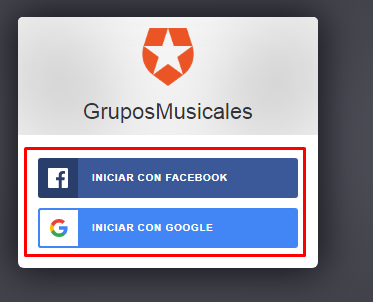 GruposMusicales
INICIAR CON FACEBOOK
INICIAR CON GOOGLE